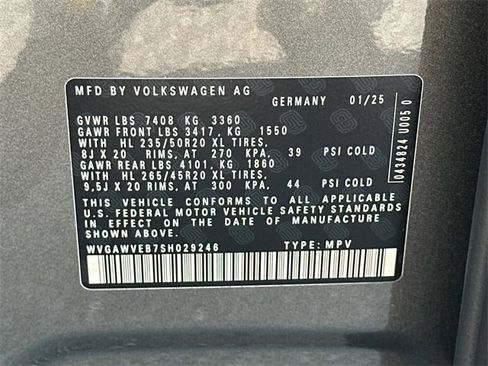 MFD BY VOLKSWAGEN AG
GERMANY 01/25
GVWR LBS 7408 KG 3360
GAWR FRONT LBS 3417, KG 1550
WITH HL 235/50R20 XL TIRES,
8J X 20 RIMS, AT 270 KPA, 39 PSI COLD
GAWR REAR LBS 4101, KG 1860
WITH HL 265/45R20 XL TIRES,
9.5J X 20 RIMS, AT 300 KPA, 44 PSI COLD
THIS VEHICLE CONFORMS TO ALL APPLICABLE
U.S. FEDERAL MOTOR VEHICLE SAFETY STANDARDS
IN EFFECT ON THE DATE OF MANUFACTURE
SHOWN ABOVE.
WVGAWVEB7SH029246 TYPE: MPV
0434824 U005 0